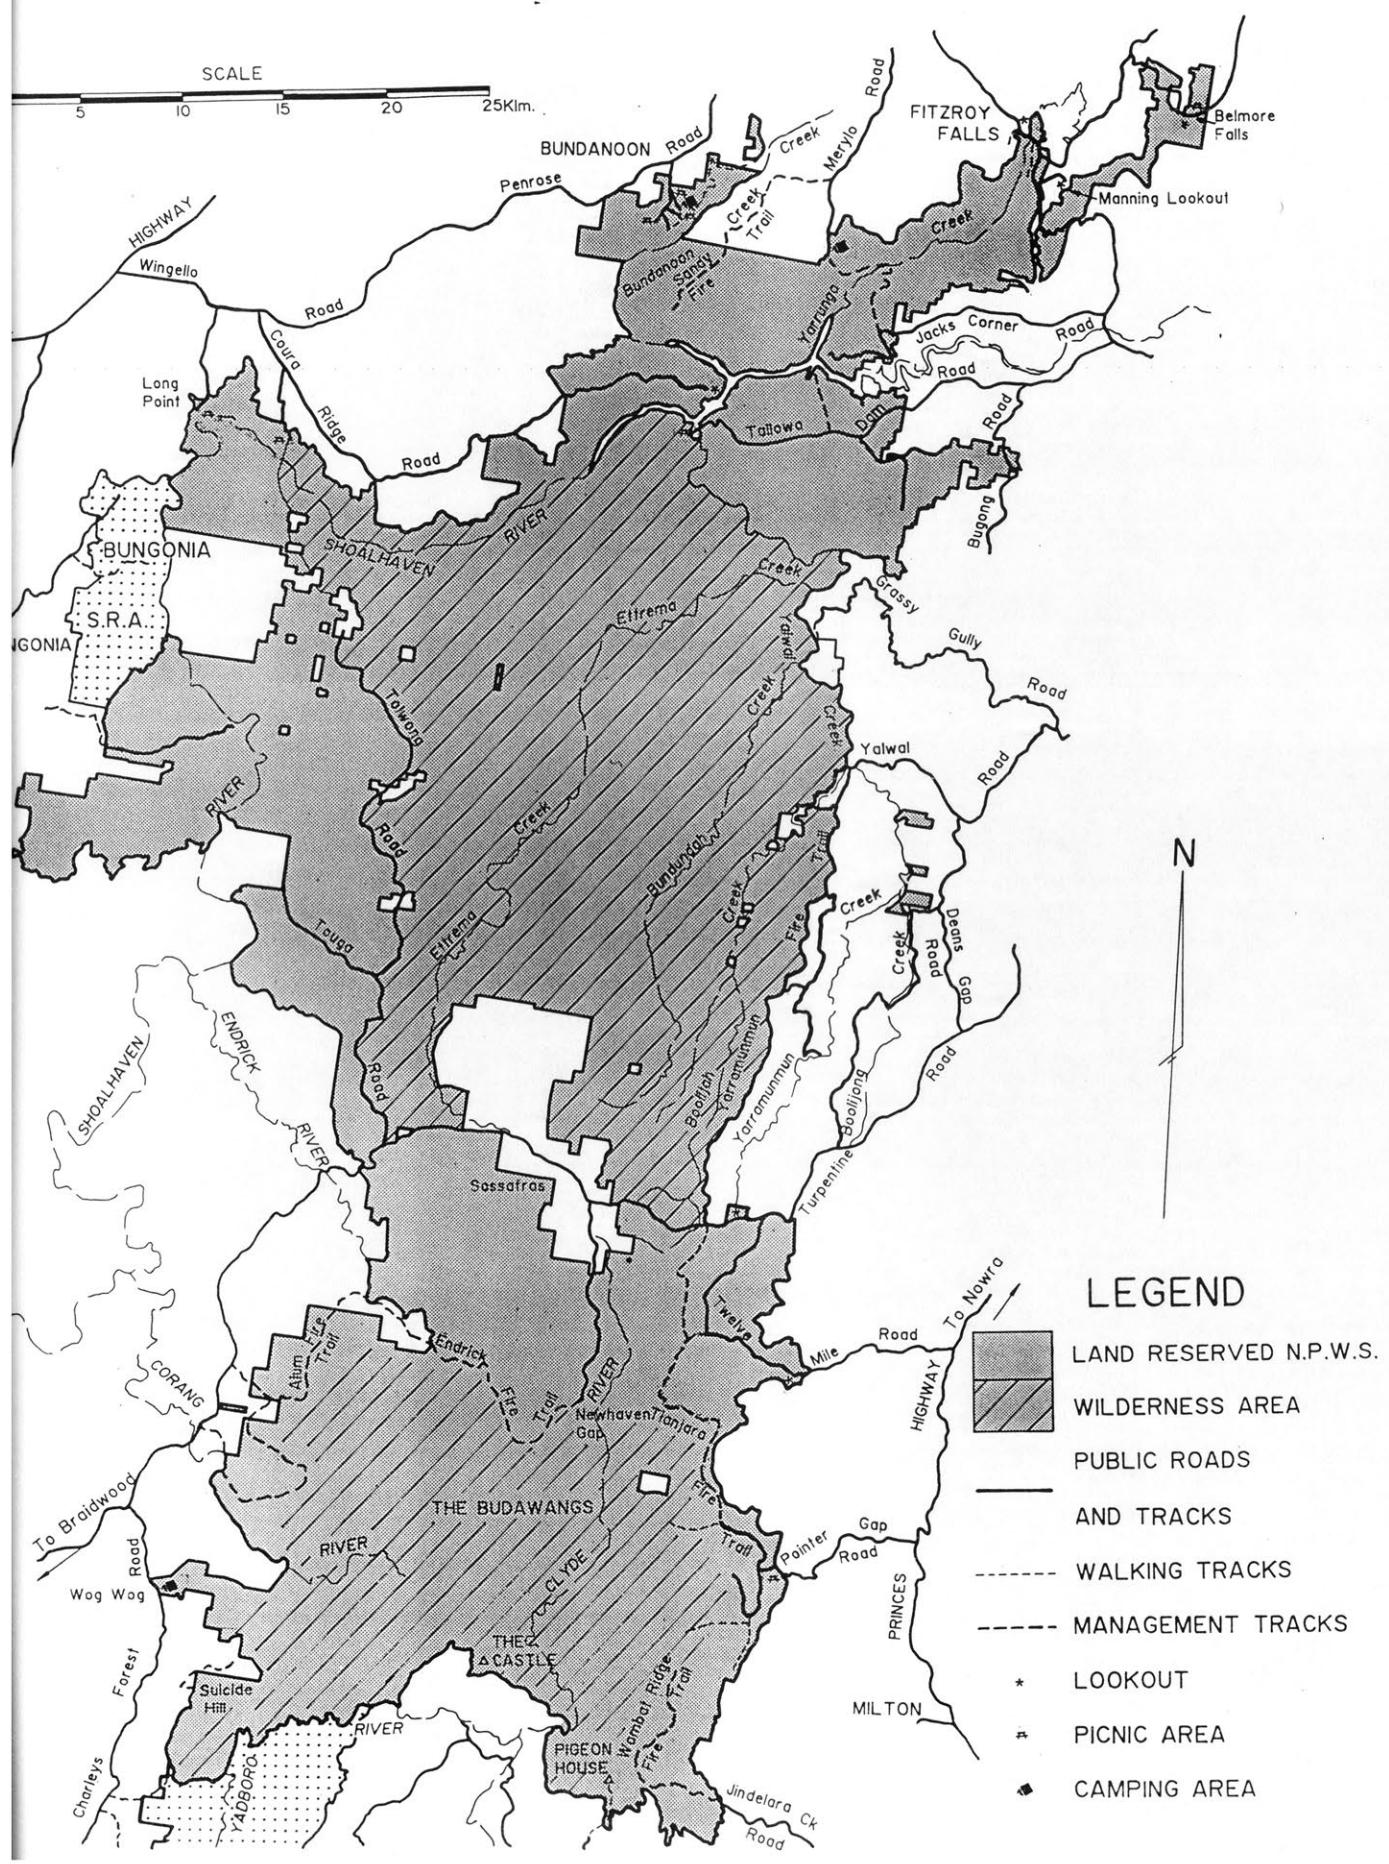 SCALE
5 10 15 20 25Klm.
BUNDANOON
Road
Penrose
Creek
Merylo
Road
FITZROY
FALLS
Belmore
Falls
Manning Lookout
HIGHWAY
Wingello
Road
Creek
Trail
Creek
Bundanoon
Sandy
Fire
Yarrunga
Jacks Corner
Road
Road
Coura
Ridge
Road
Long
Point
Tallowa
Dam
Road
Bugong
BUNGONIA
S.R.A.
NGONIA
SHOALHAVEN
RIVER
Creek
Ettrema
Yalwal
Creek
Creek
Grassy
Gully
Road
Yalwal
Road
Tolwong
Road
RIVER
Creek
Bundundah
Creek
Trail
Fire
Creek
Creek
Road
Deans
Gap
Road
Touga
Road
Ettrema
SHOALHAVEN
ENDRICK
RIVER
Boolijah
Yarramunmun
Yarramunmun
Boolijong
Turpentine
Sassafras
N
Twelve
Mile
Road
To Nowra
HIGHWAY
Alum
Fire
Trail
Endrick
Fire
Trail
RIVER
Newhaven
Gap
Tianjara
Fire
Trail
CORANG
To Braidwood
Road
THE BUDAWANGS
RIVER
CLYDE
Pointer
Gap
Road
PRINCES
MILTON
Wog Wog
Forest
Charleys
Suicide
Hill
THE
CASTLE
RIVER
YADBORO
PIGEON
HOUSE
Wombat Ridge
Fire
Trail
Jindelara Ck
Road
LEGEND
LAND RESERVED N.P.W.S.
WILDERNESS AREA
PUBLIC ROADS
AND TRACKS
WALKING TRACKS
MANAGEMENT TRACKS
LOOKOUT
PICNIC AREA
CAMPING AREA